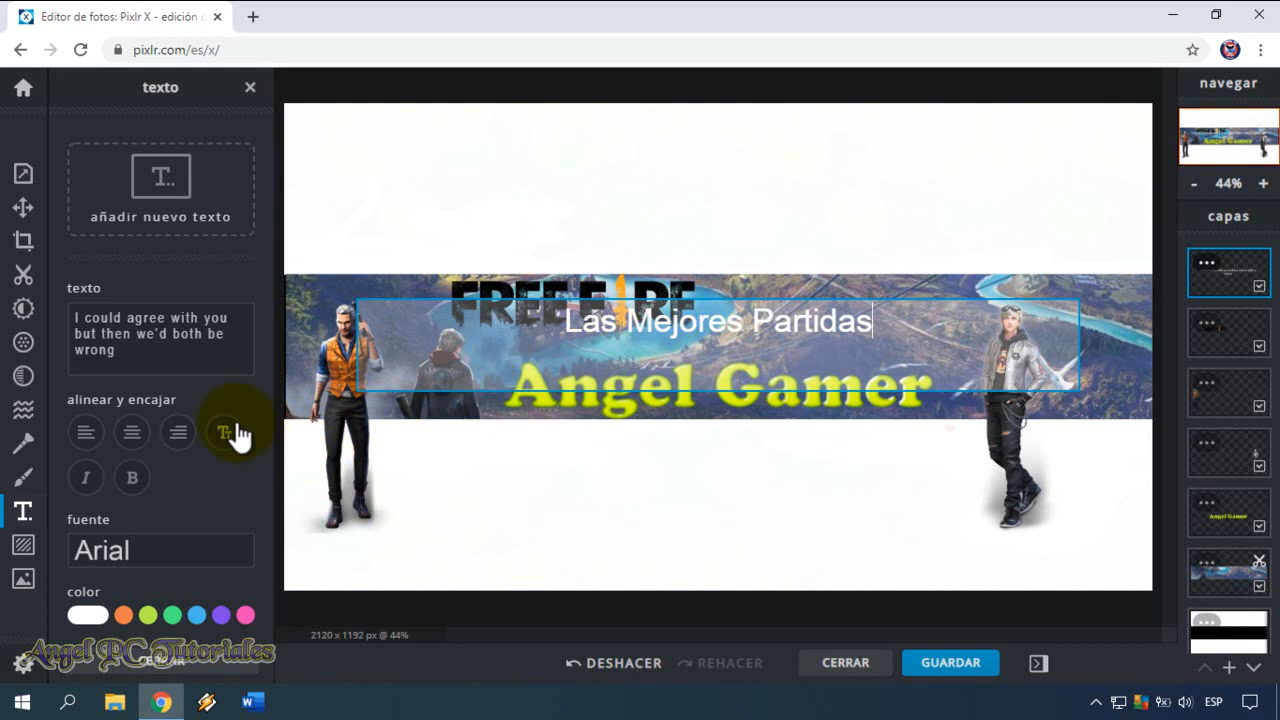 Editor de fotos: Pixlr X - edición
pixlr.com/es/x/
texto
navegar
T..
añadir nuevo texto
44%
capas
texto
I could agree with you
but then we'd both be
wrong
FREE FIRE
Las Mejores Partidas
Angel Gamer
alinear y encajar
I B
fuente
Arial
color
Angel PC Tutoriales
2120 x 1192 px @ 44%
DESHACER
REHACER
CERRAR
GUARDAR
ESP